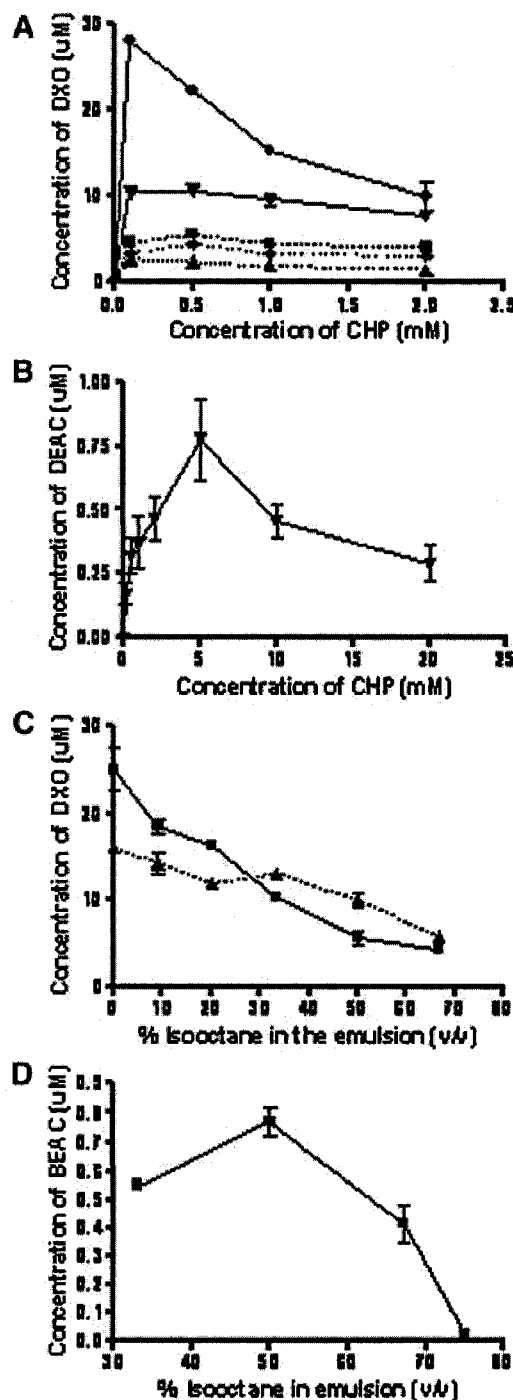 A
Concentration of DXO (uM)
30
20
10
0
0.0 0.5 1.0 1.5 2.0 2.5
Concentration of CHP (mM)
B
Concentration of DEAC (uM)
1.00
0.75
0.50
0.25
0.00
0 5 10 15 20 25
Concentration of CHP (mM)
C
Concentration of DXO (uM)
30
20
10
0
0 10 20 30 40 50 60 70 80
% Isooctane in the emulsion (v/v)
D
Concentration of BEAC (uM)
0.9
0.8
0.7
0.6
0.5
0.4
0.3
0.2
0.1
0.0
30 40 50 60 70 80
% Isooctane in emulsion (v/v)